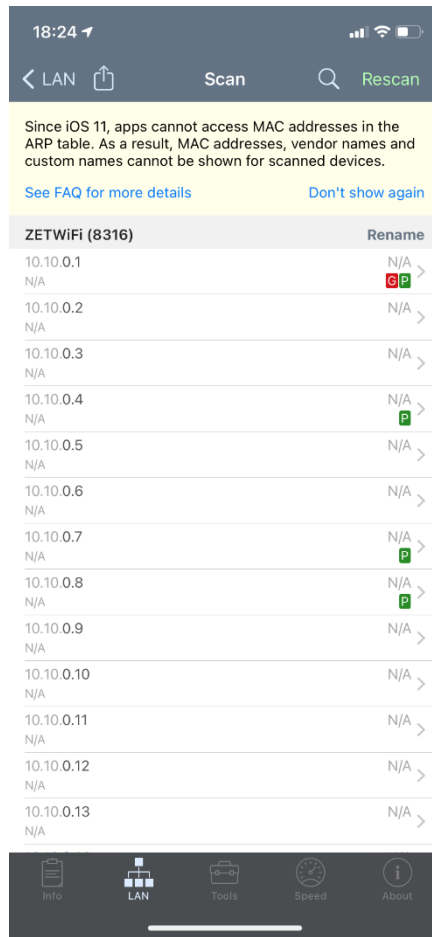 18:24
LAN Scan Rescan
Since iOS 11, apps cannot access MAC addresses in the
ARP table. As a result, MAC addresses, vendor names and
custom names cannot be shown for scanned devices.
See FAQ for more details Don't show again
ZETWiFi (8316) Rename
10.10.0.1 N/A
N/A G P
10.10.0.2 N/A
N/A
10.10.0.3 N/A
N/A
10.10.0.4 N/A
N/A P
10.10.0.5 N/A
N/A
10.10.0.6 N/A
N/A
10.10.0.7 N/A
N/A P
10.10.0.8 N/A
N/A P
10.10.0.9 N/A
N/A
10.10.0.10 N/A
N/A
10.10.0.11 N/A
N/A
10.10.0.12 N/A
N/A
10.10.0.13 N/A
N/A
Info LAN Tools Speed About